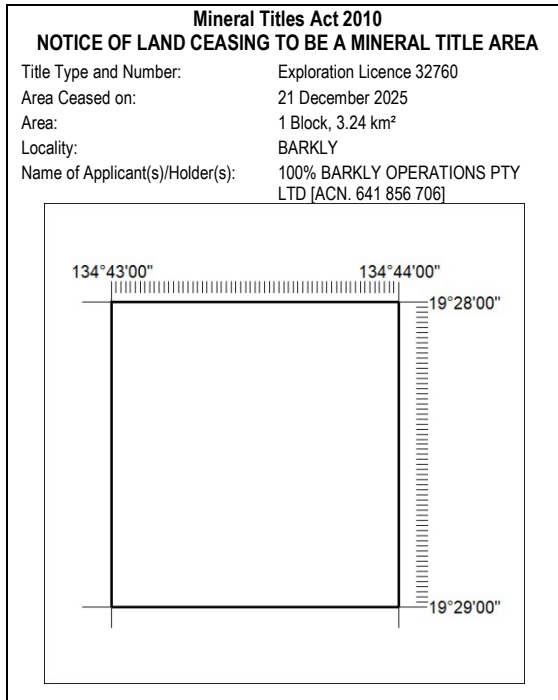 Mineral Titles Act 2010
NOTICE OF LAND CEASING TO BE A MINERAL TITLE AREA
Title Type and Number: Exploration Licence 32760
Area Ceased on: 21 December 2025
Area: 1 Block, 3.24 km²
Locality: BARKLY
Name of Applicant(s)/Holder(s): 100% BARKLY OPERATIONS PTY
LTD [ACN. 641 856 706]
134°43'00" 134°44'00"
19°28'00"
19°29'00"